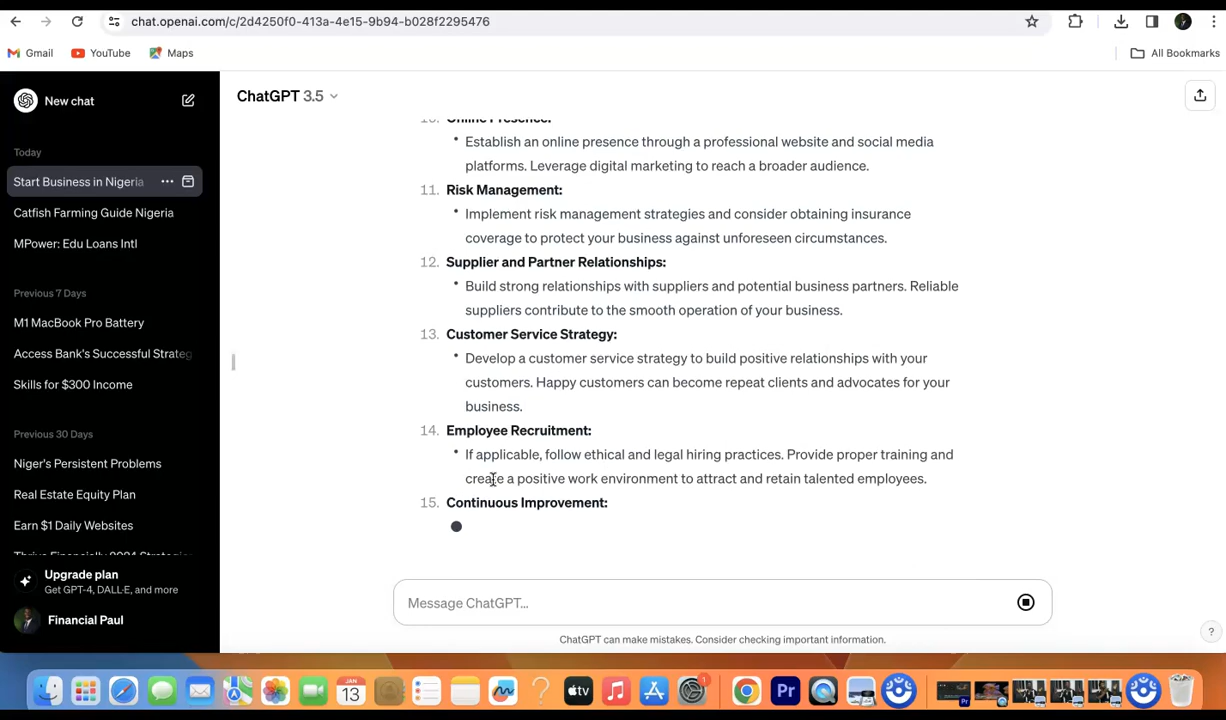 chat.openai.com/c/2d4250f0-413a-4e15-9b94-b028f2295476
Gmail
YouTube
Maps
All Bookmarks
New chat
Today
Start Business in Nigeria
Catfish Farming Guide Nigeria
MPower: Edu Loans Intl
Previous 7 Days
M1 MacBook Pro Battery
Access Bank's Successful Strateg
Skills for $300 Income
Previous 30 Days
Niger's Persistent Problems
Real Estate Equity Plan
Earn $1 Daily Websites
Thrive Financially 2024 Strategie
Upgrade plan
Get GPT-4, DALL·E, and more
Financial Paul
ChatGPT 3.5
10. Online Presence:
• Establish an online presence through a professional website and social media
platforms. Leverage digital marketing to reach a broader audience.
11. Risk Management:
• Implement risk management strategies and consider obtaining insurance
coverage to protect your business against unforeseen circumstances.
12. Supplier and Partner Relationships:
• Build strong relationships with suppliers and potential business partners. Reliable
suppliers contribute to the smooth operation of your business.
13. Customer Service Strategy:
• Develop a customer service strategy to build positive relationships with your
customers. Happy customers can become repeat clients and advocates for your
business.
14. Employee Recruitment:
• If applicable, follow ethical and legal hiring practices. Provide proper training and
create a positive work environment to attract and retain talented employees.
15. Continuous Improvement:
Message ChatGPT...
ChatGPT can make mistakes. Consider checking important information.
?
JAN
13
tv
1
Pr